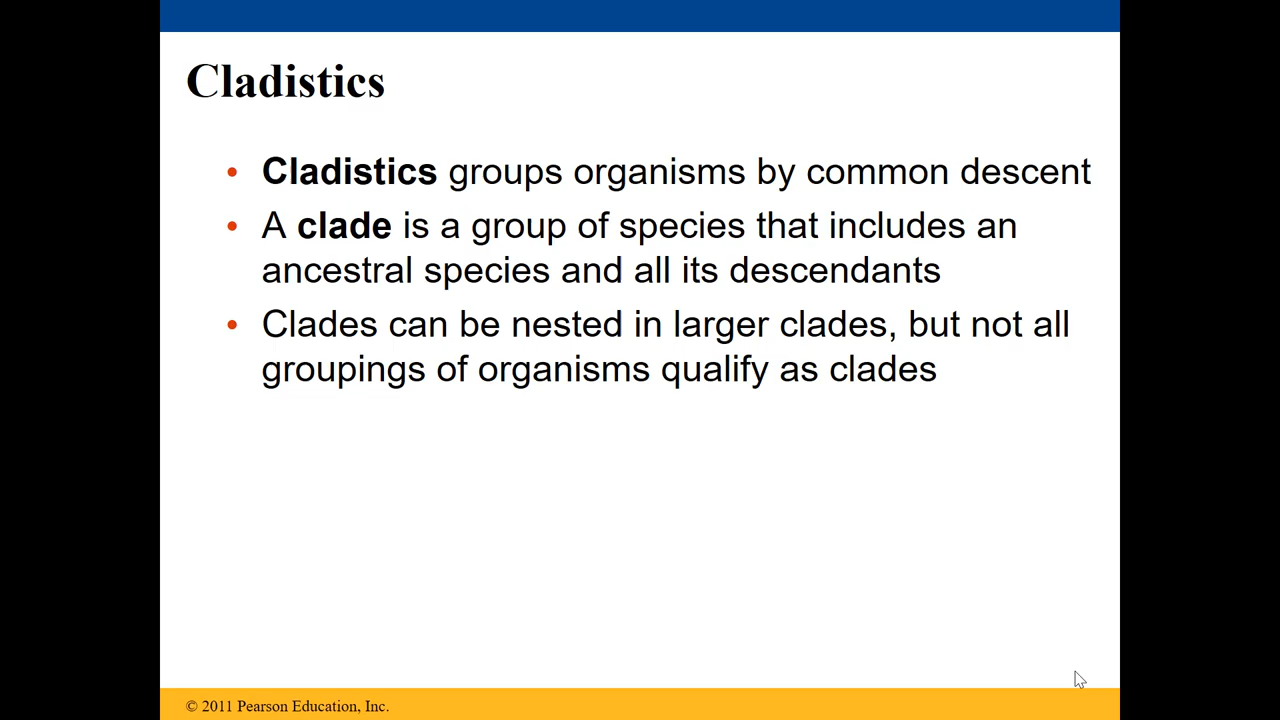 Cladistics
• Cladistics groups organisms by common descent
• A clade is a group of species that includes an
ancestral species and all its descendants
• Clades can be nested in larger clades, but not all
groupings of organisms qualify as clades
© 2011 Pearson Education, Inc.